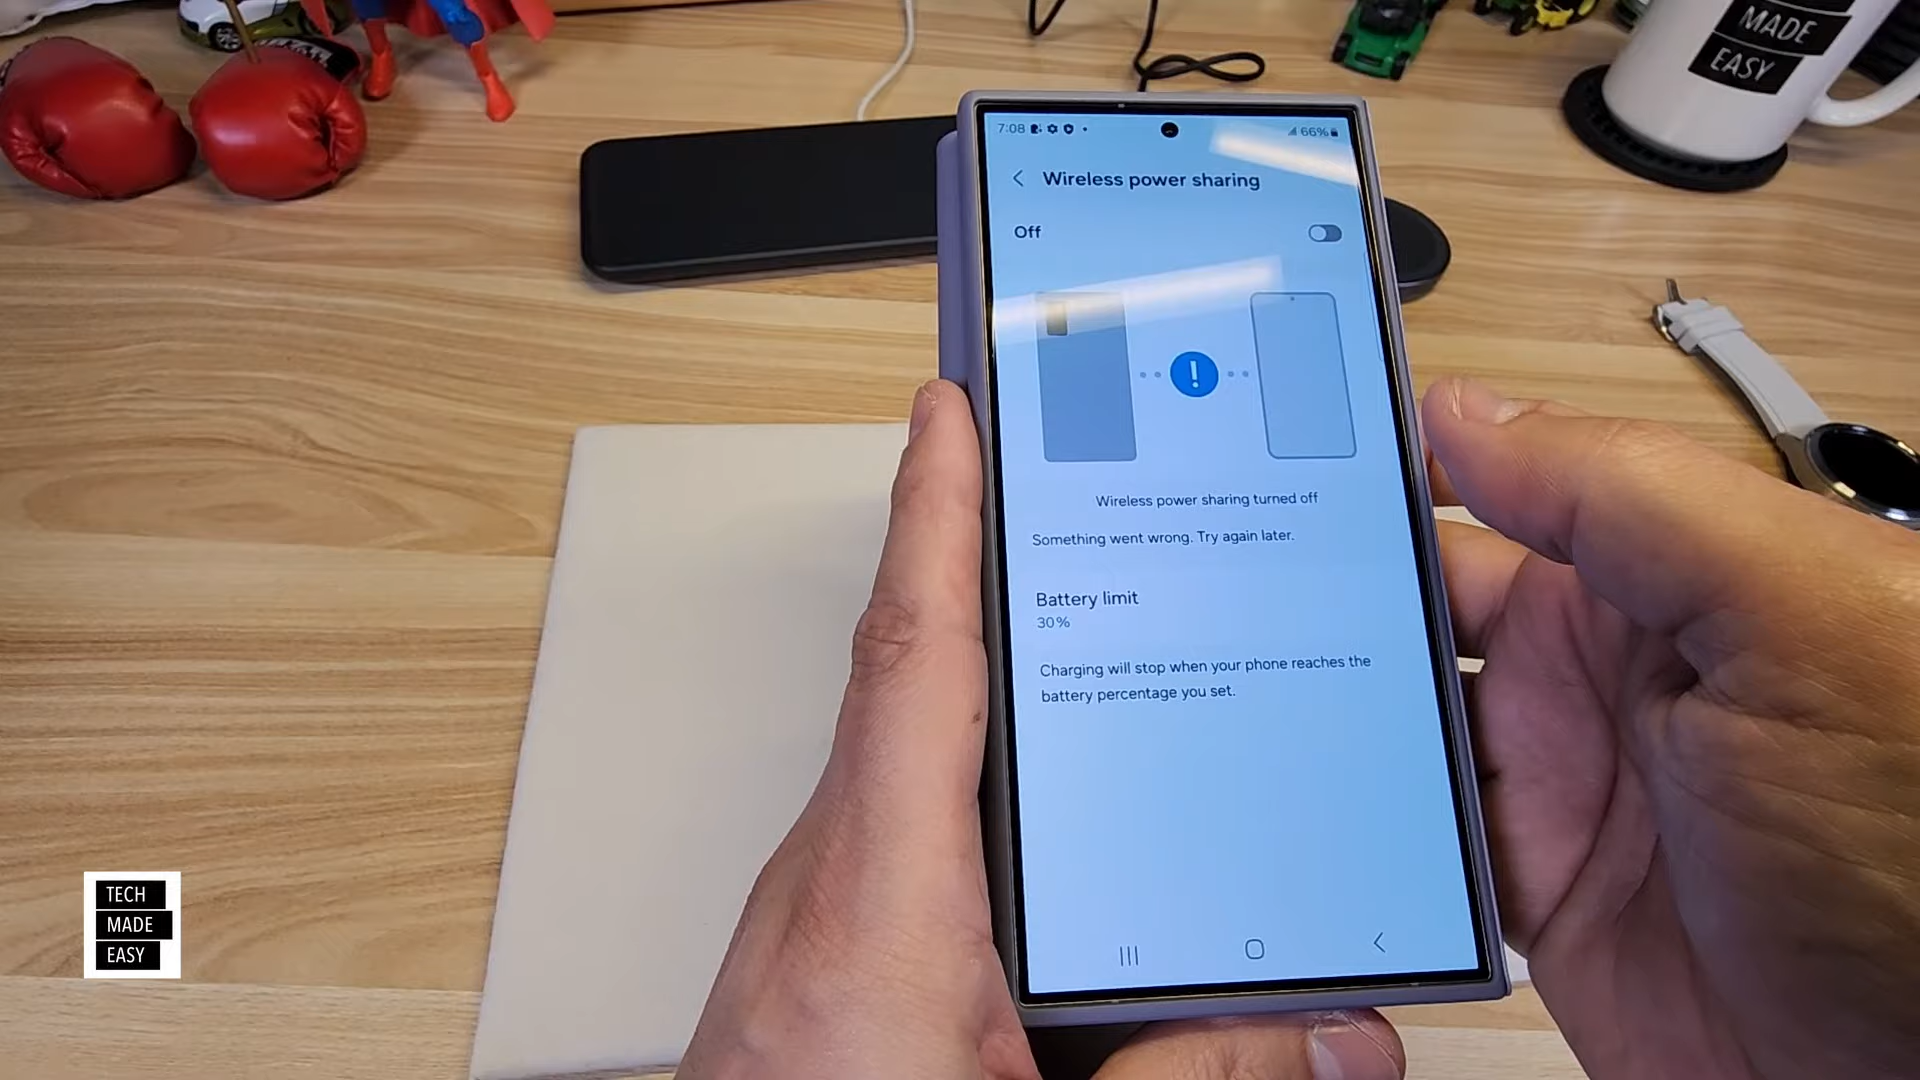 MADE
EASY
7:08
66%
Wireless power sharing
Off
Wireless power sharing turned off
Something went wrong. Try again later.
Battery limit
30%
Charging will stop when your phone reaches the
battery percentage you set.
TECH
MADE
EASY